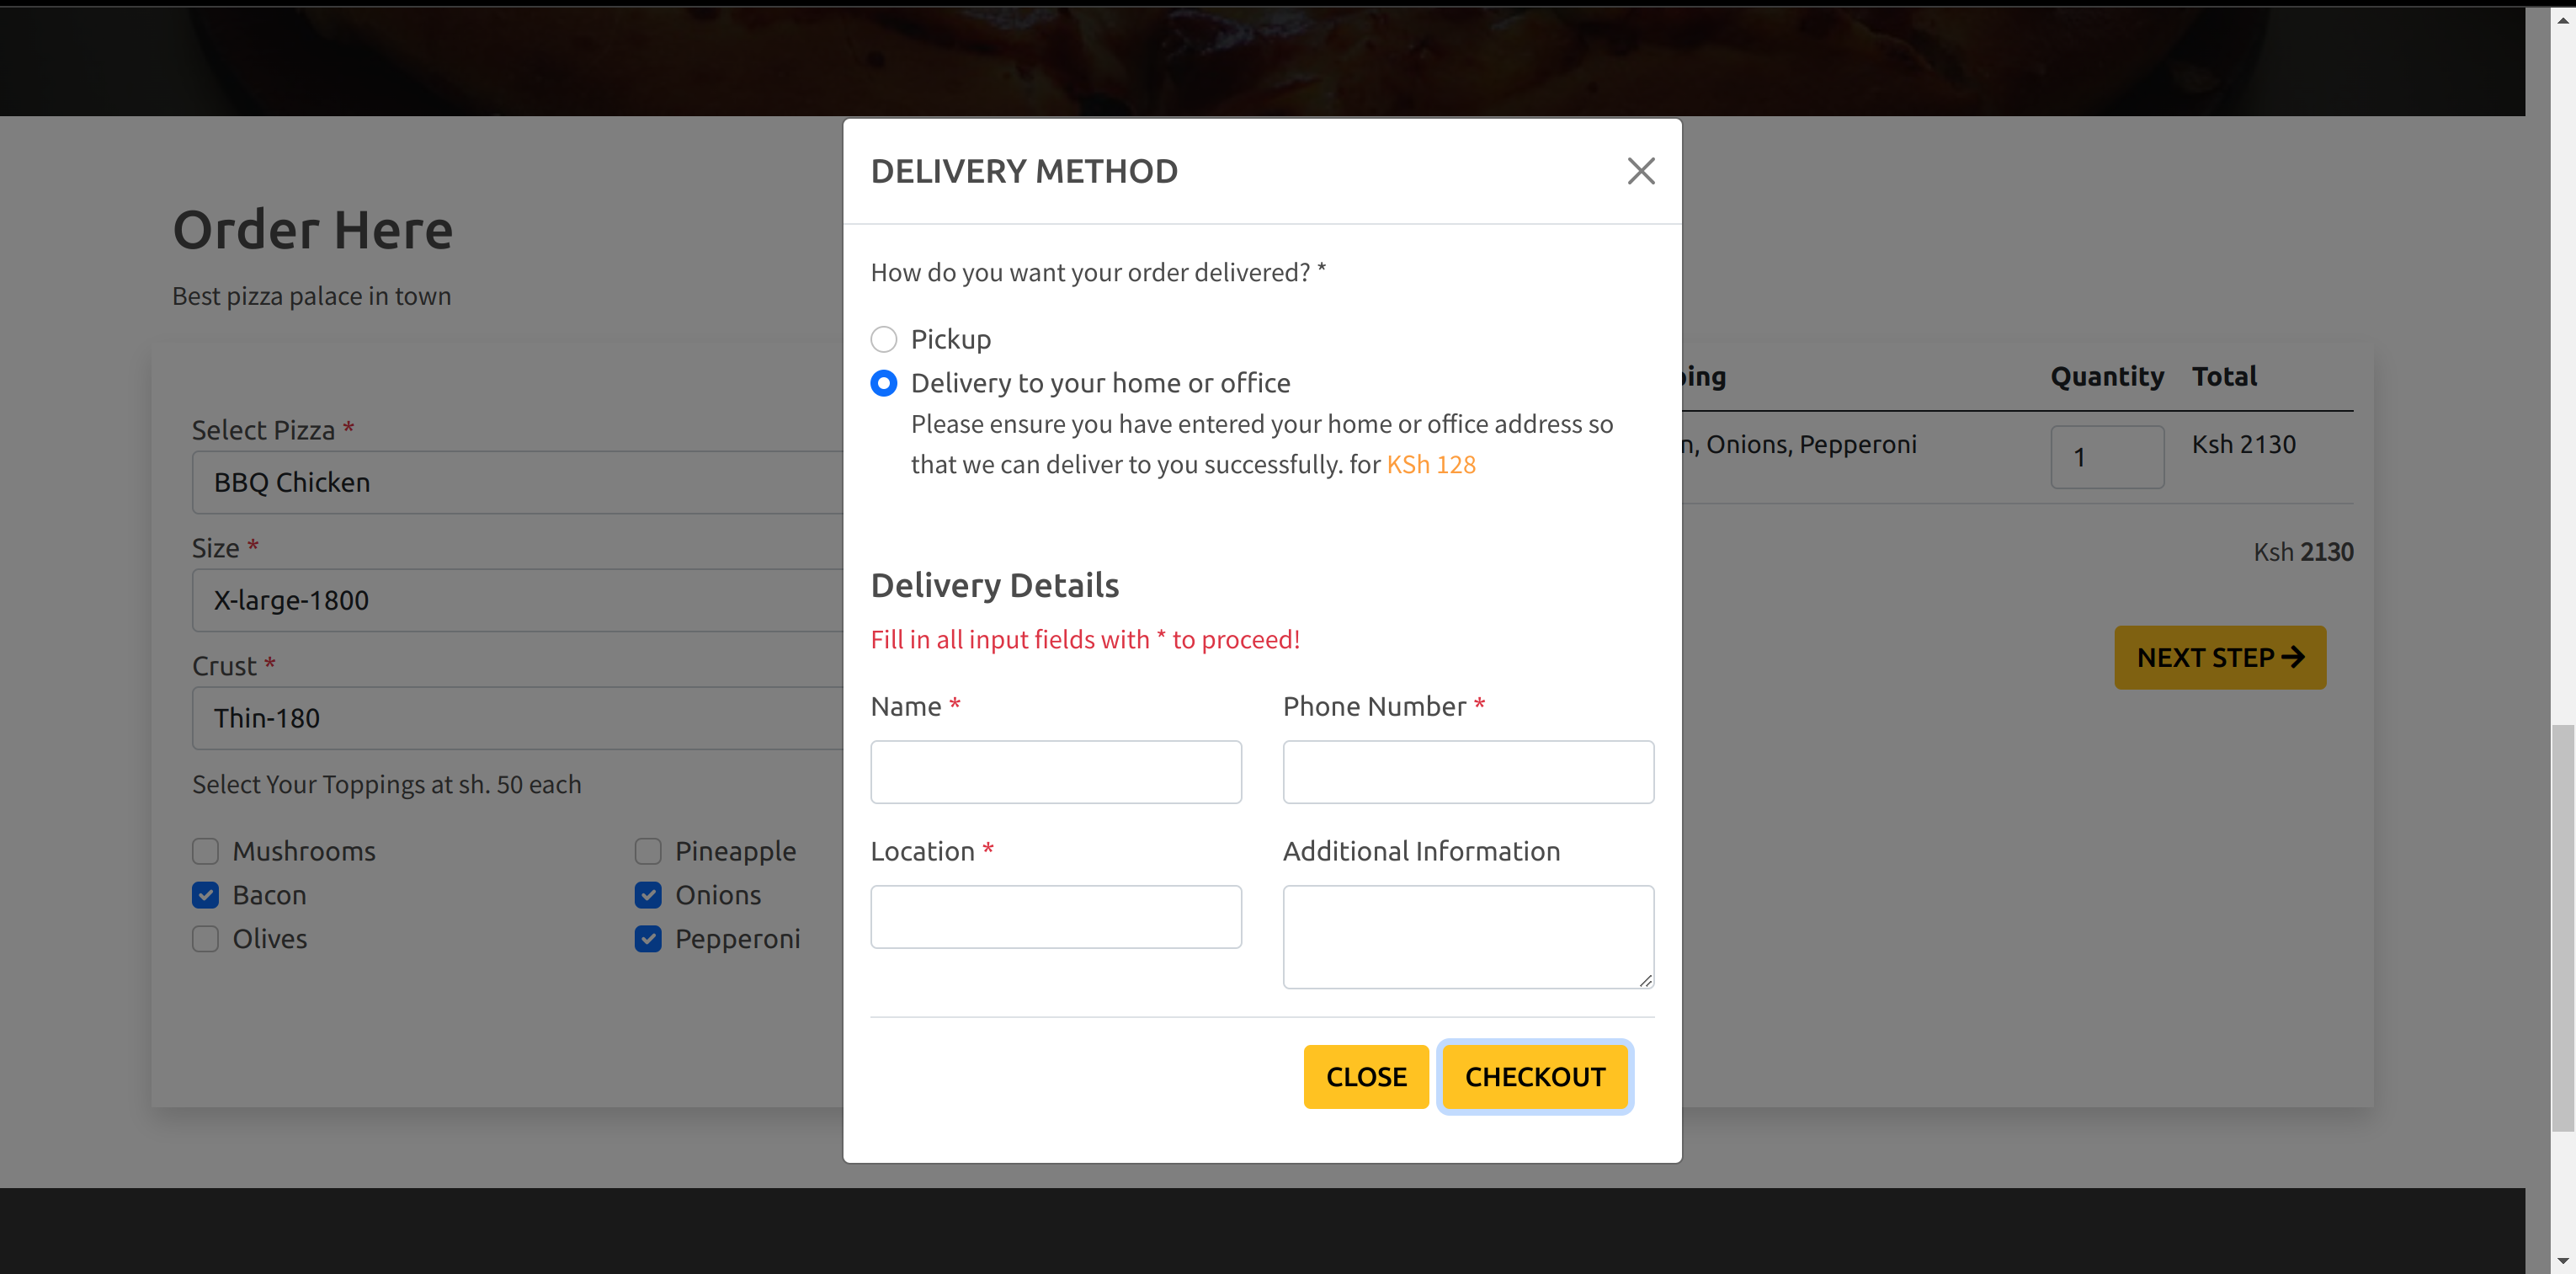 DELIVERY METHOD
How do you want your order delivered? *
Pickup
Delivery to your home or office
Please ensure you have entered your home or office address so
that we can deliver to you successfully. for KSh 128
Delivery Details
Fill in all input fields with * to proceed!
Name *
Phone Number *
Location *
Additional Information
CLOSE
CHECKOUT
Order Here
Best pizza palace in town
Select Pizza *
BBQ Chicken
Size *
X-large-1800
Crust *
Thin-180
Select Your Toppings at sh. 50 each
Mushrooms
Pineapple
Bacon
Onions
Olives
Pepperoni
Quantity Total
Onions, Pepperoni
1
Ksh 2130
Ksh 2130
NEXT STEP